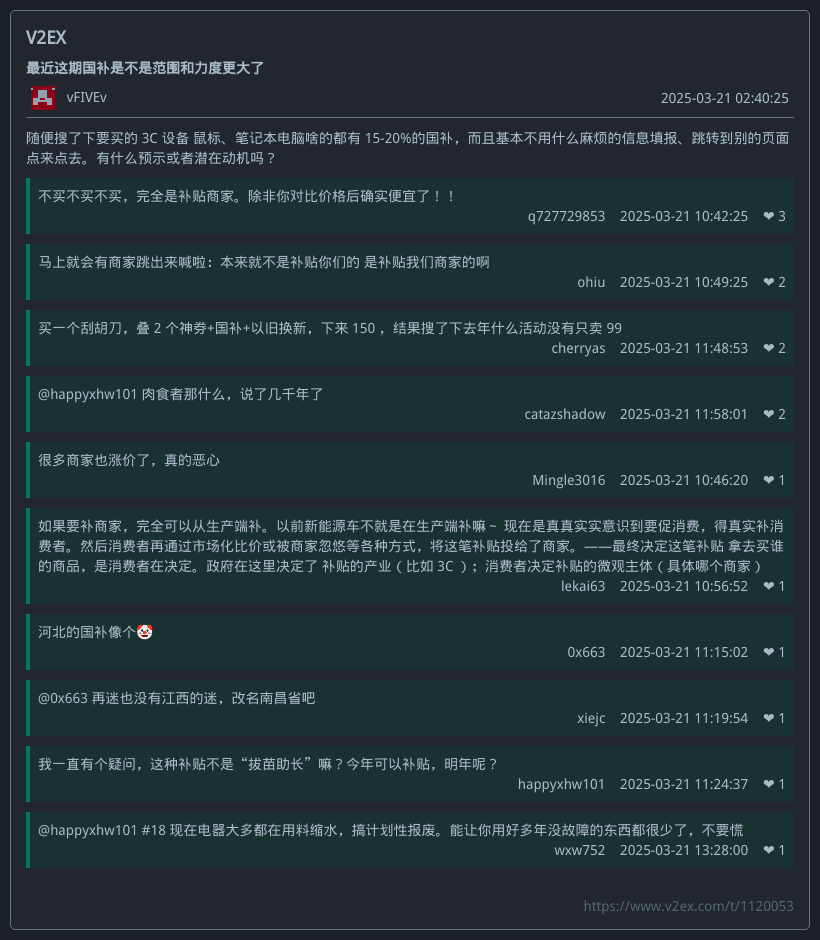 V2EX
最近这期国补是不是范围和力度更大了
vFIVEv 2025-03-21 02:40:25
随便搜了下要买的 3C 设备 鼠标、笔记本电脑啥的都有 15-20%的国补，而且基本不用什么麻烦的信息填报、跳转到别的页面
点来点去。有什么预示或者潜在动机吗？
不买不买不买，完全是补贴商家。除非你对比价格后确实便宜了！！
q727729853 2025-03-21 10:42:25 ❤ 3
马上就会有商家跳出来喊啦：本来就不是补贴你们的 是补贴我们商家的啊
ohiu 2025-03-21 10:49:25 ❤ 2
买一个刮胡刀，叠 2 个神券+国补+以旧换新，下来 150 ，结果搜了下去年什么活动没有只卖 99
cherryas 2025-03-21 11:48:53 ❤ 2
@happyxhw101 肉食者那什么，说了几千年了
catazshadow 2025-03-21 11:58:01 ❤ 2
很多商家也涨价了，真的恶心
Mingle3016 2025-03-21 10:46:20 ❤ 1
如果要补商家，完全可以从生产端补。以前新能源车不就是在生产端补嘛～ 现在是真真实实意识到要促消费，得真实补消
费者。然后消费者再通过市场化比价或被商家忽悠等各种方式，将这笔补贴投给了商家。——最终决定这笔补贴 拿去买谁
的商品，是消费者在决定。政府在这里决定了 补贴的产业（比如 3C ）；消费者决定补贴的微观主体（具体哪个商家）
lekai63 2025-03-21 10:56:52 ❤ 1
河北的国补像个🤡
0x663 2025-03-21 11:15:02 ❤ 1
@0x663 再迷也没有江西的迷，改名南昌省吧
xiejc 2025-03-21 11:19:54 ❤ 1
我一直有个疑问，这种补贴不是“拔苗助长”嘛？今年可以补贴，明年呢？
happyxhw101 2025-03-21 11:24:37 ❤ 1
@happyxhw101 #18 现在电器大多都在用料缩水，搞计划性报废。能让你用好多年没故障的东西都很少了，不要慌
wxw752 2025-03-21 13:28:00 ❤ 1
https://www.v2ex.com/t/1120053